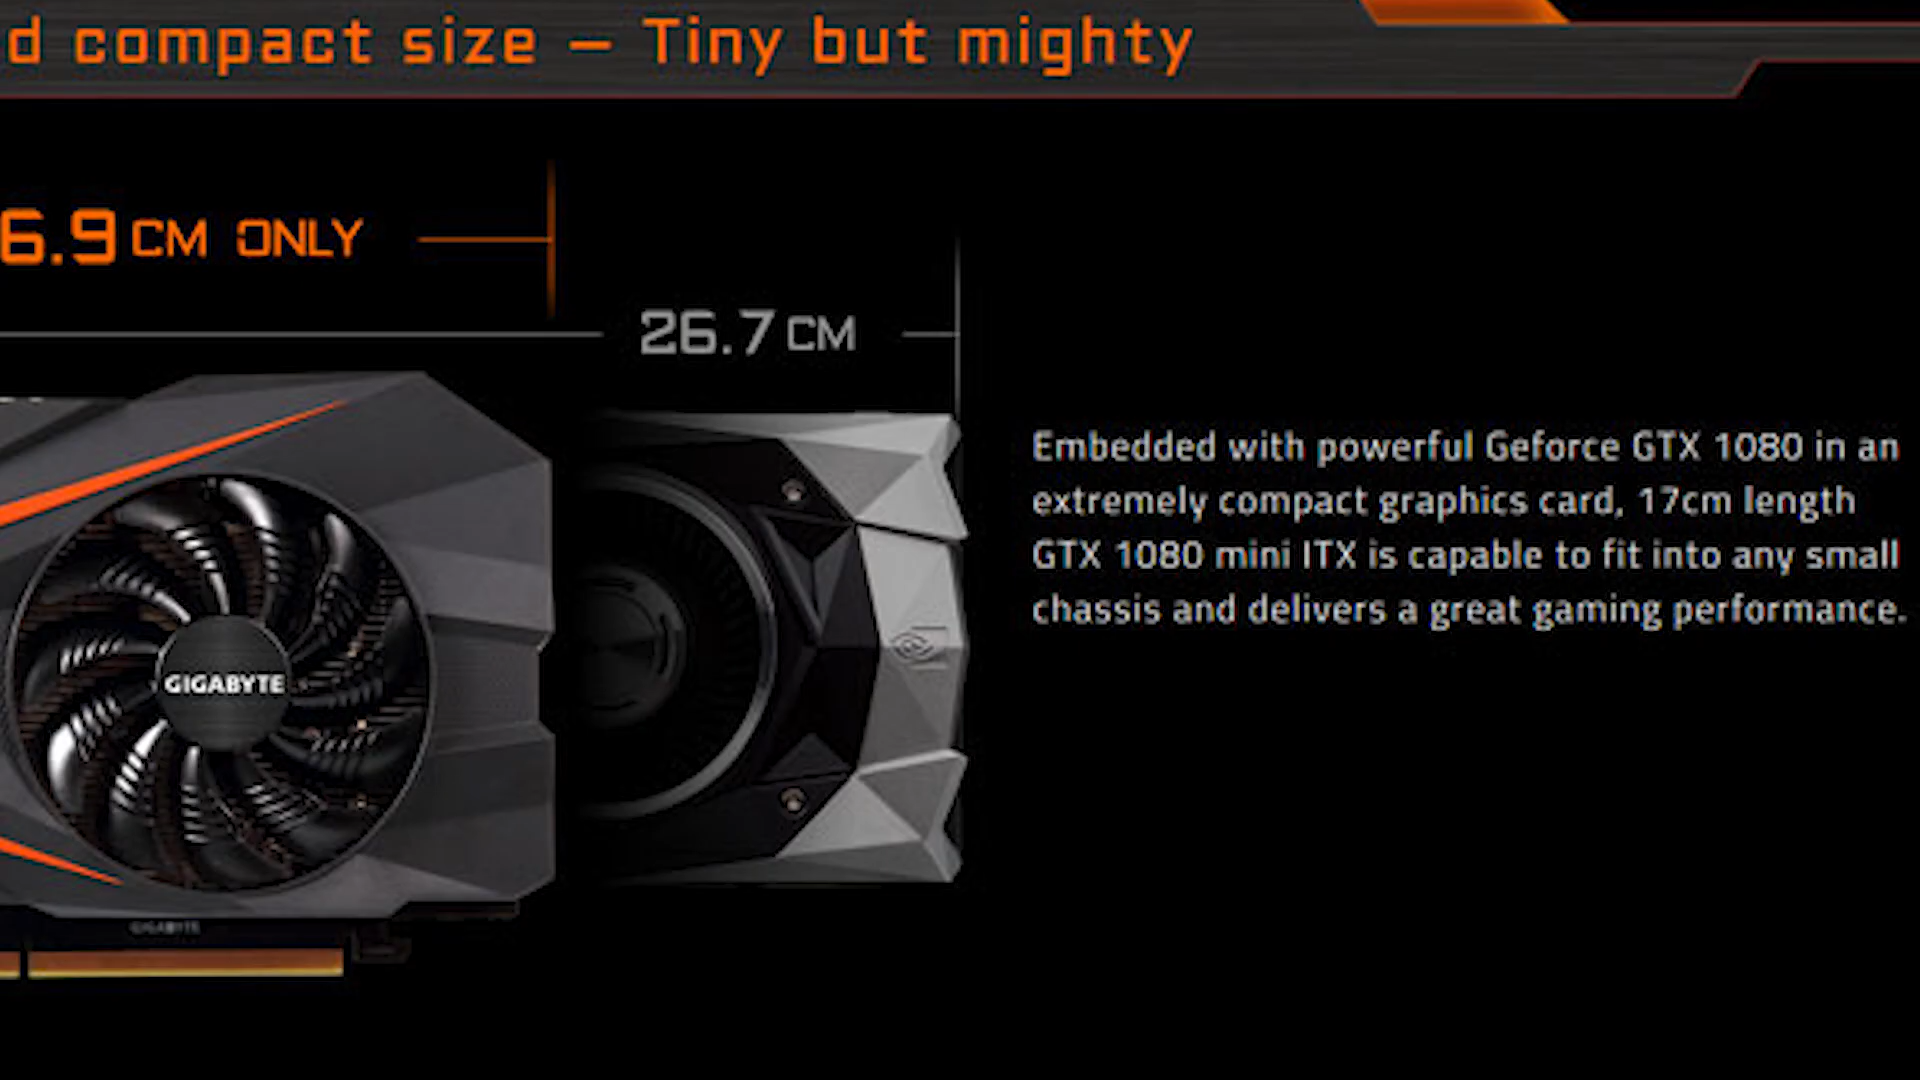 d compact size – Tiny but mighty
6.9 CM ONLY
26.7 CM
Embedded with powerful Geforce GTX 1080 in an
extremely compact graphics card, 17cm length
GTX 1080 mini ITX is capable to fit into any small
chassis and delivers a great gaming performance.
GIGABYTE
GIGABYTE